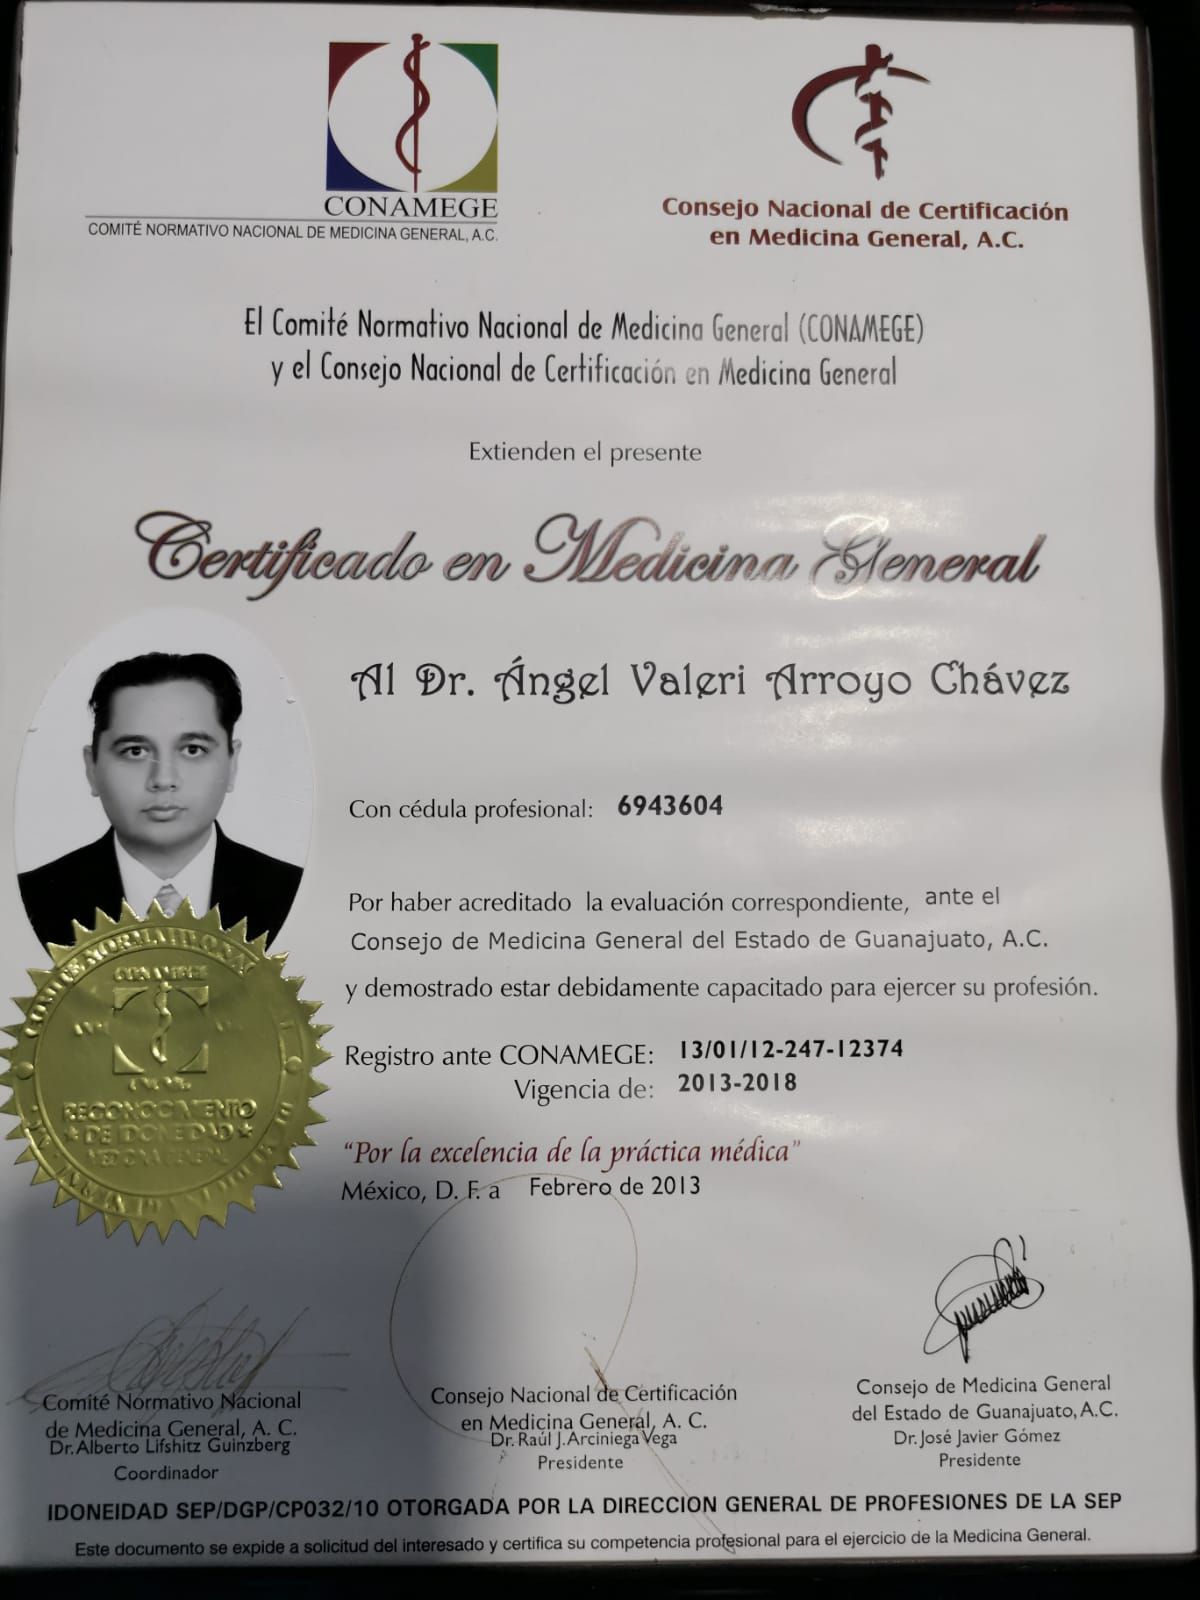 CONAMEGE
COMITÉ NORMATIVO NACIONAL DE MEDICINA GENERAL, A.C.
Consejo Nacional de Certificación
en Medicina General, A.C.
El Comité Normativo Nacional de Medicina General (CONAMEGE)
y el Consejo Nacional de Certificación en Medicina General
Extienden el presente
Certificado en Medicina General
Al Dr. Ángel Valeri Arroyo Chávez
Con cédula profesional: 6943604
Por haber acreditado la evaluación correspondiente, ante el
Consejo de Medicina General del Estado de Guanajuato, A.C.
y demostrado estar debidamente capacitado para ejercer su profesión.
Registro ante CONAMEGE: 13/01/12-247-12374
Vigencia de: 2013-2018
"Por la excelencia de la práctica médica"
México, D. F. a Febrero de 2013
CONAMEGE
RECONOCIMIENTO
DE IDONEIDAD
Comité Normativo Nacional
de Medicina General, A. C.
Dr. Alberto Lifshitz Guinzberg
Coordinador
Consejo Nacional de Certificación
en Medicina General, A. C.
Dr. Raúl J. Arciniega Vega
Presidente
Consejo de Medicina General
del Estado de Guanajuato, A.C.
Dr. José Javier Gómez
Presidente
IDONEIDAD SEP/DGP/CP032/10 OTORGADA POR LA DIRECCION GENERAL DE PROFESIONES DE LA SEP
Este documento se expide a solicitud del interesado y certifica su competencia profesional para el ejercicio de la Medicina General.